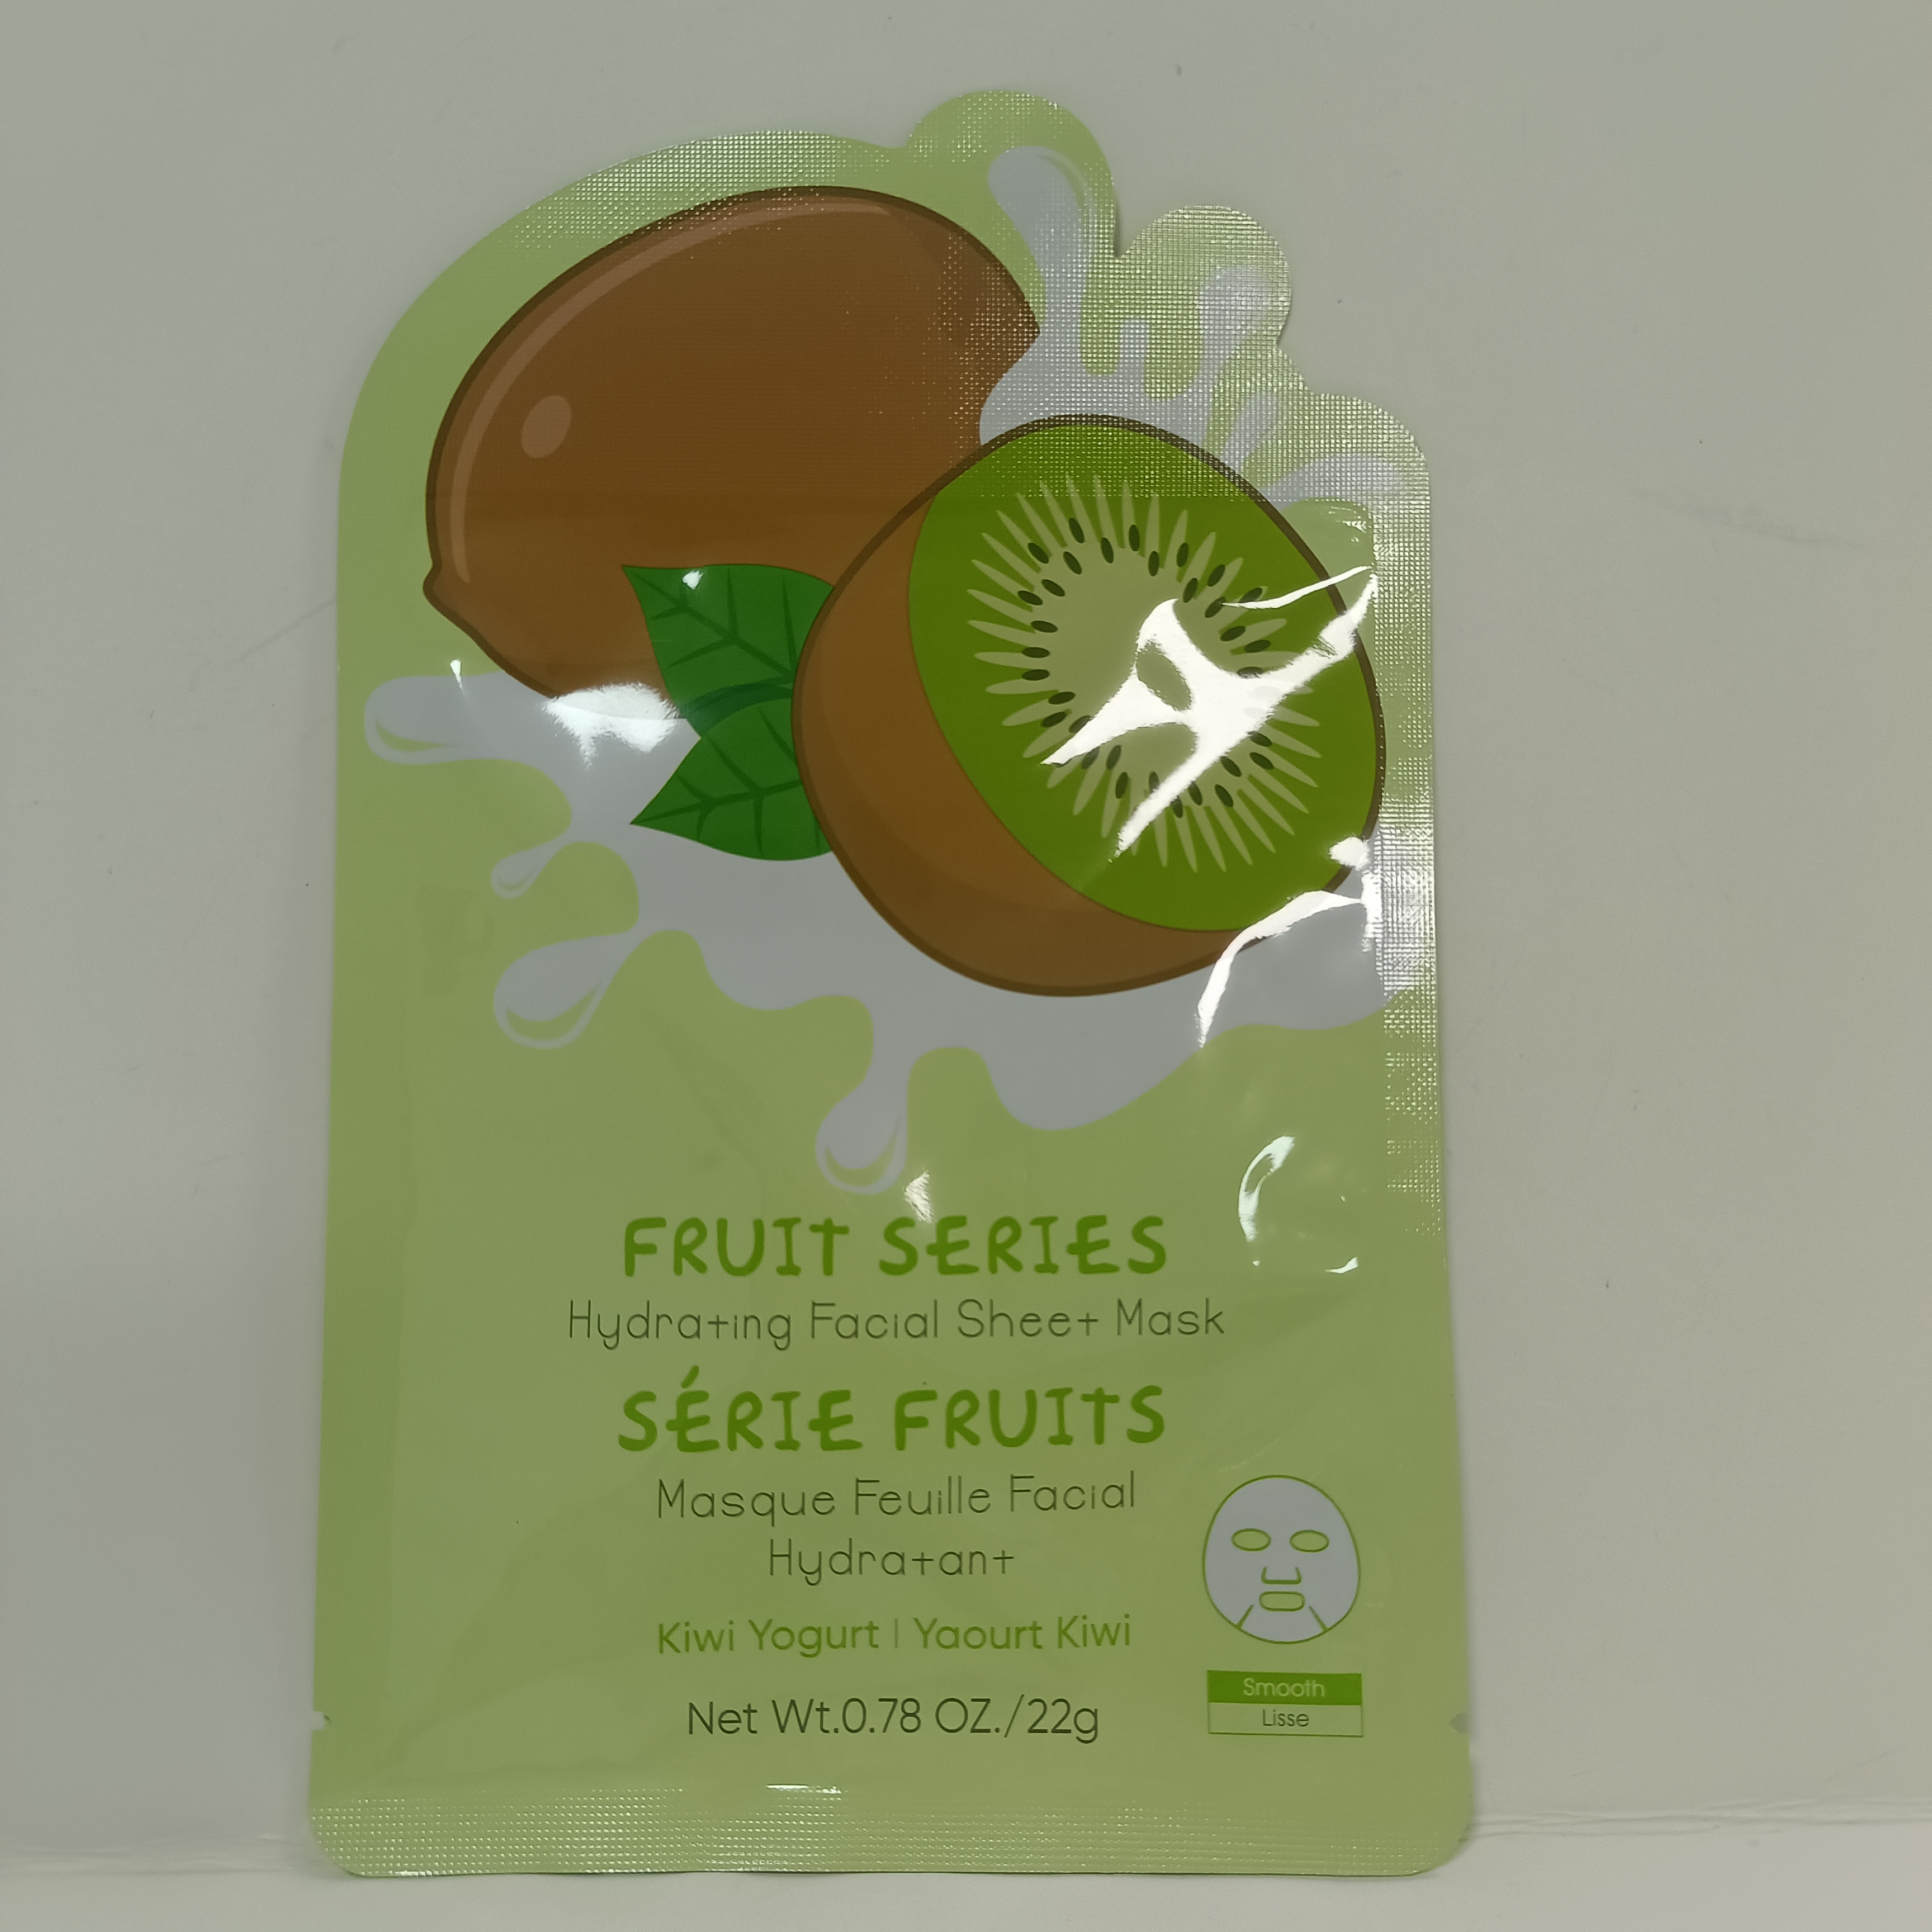 FRUIT SERIES
Hydrating Facial Sheet Mask
SÉRIE FRUITS
Masque Feuille Facial
Hydratant
Kiwi Yogurt | Yaourt Kiwi
Net Wt.0.78 OZ./22g
Smooth
Lisse